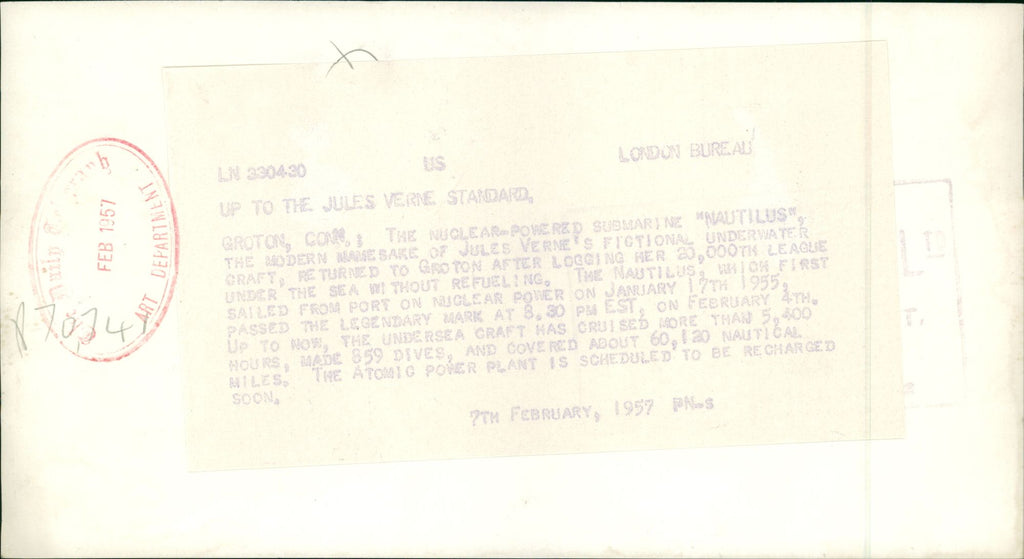 LN 330430 US LONDON BUREAU
UP TO THE JULES VERNE STANDARD.
GROTON, CONN.: THE NUCLEAR-POWERED SUBMARINE "NAUTILUS",
THE MODERN NAMESAKE OF JULES VERNE'S FICTIONAL UNDERWATER
CRAFT, RETURNED TO GROTON AFTER LOGGING HER 20,000TH LEAGUE
UNDER THE SEA WITHOUT REFUELING. THE NAUTILUS, WHICH FIRST
SAILED FROM PORT ON NUCLEAR POWER ON JANUARY 17TH 1955,
PASSED THE LEGENDARY MARK AT 8.30 PM EST, ON FEBRUARY 4TH.
UP TO NOW, THE UNDERSEA CRAFT HAS CRUISED MORE THAN 5,400
HOURS, MADE 859 DIVES, AND COVERED ABOUT 60,120 NAUTICAL
MILES. THE ATOMIC POWER PLANT IS SCHEDULED TO BE RECHARGED
SOON.
7TH FEBRUARY, 1957 PN-S
FEB 1957
ART DEPARTMENT